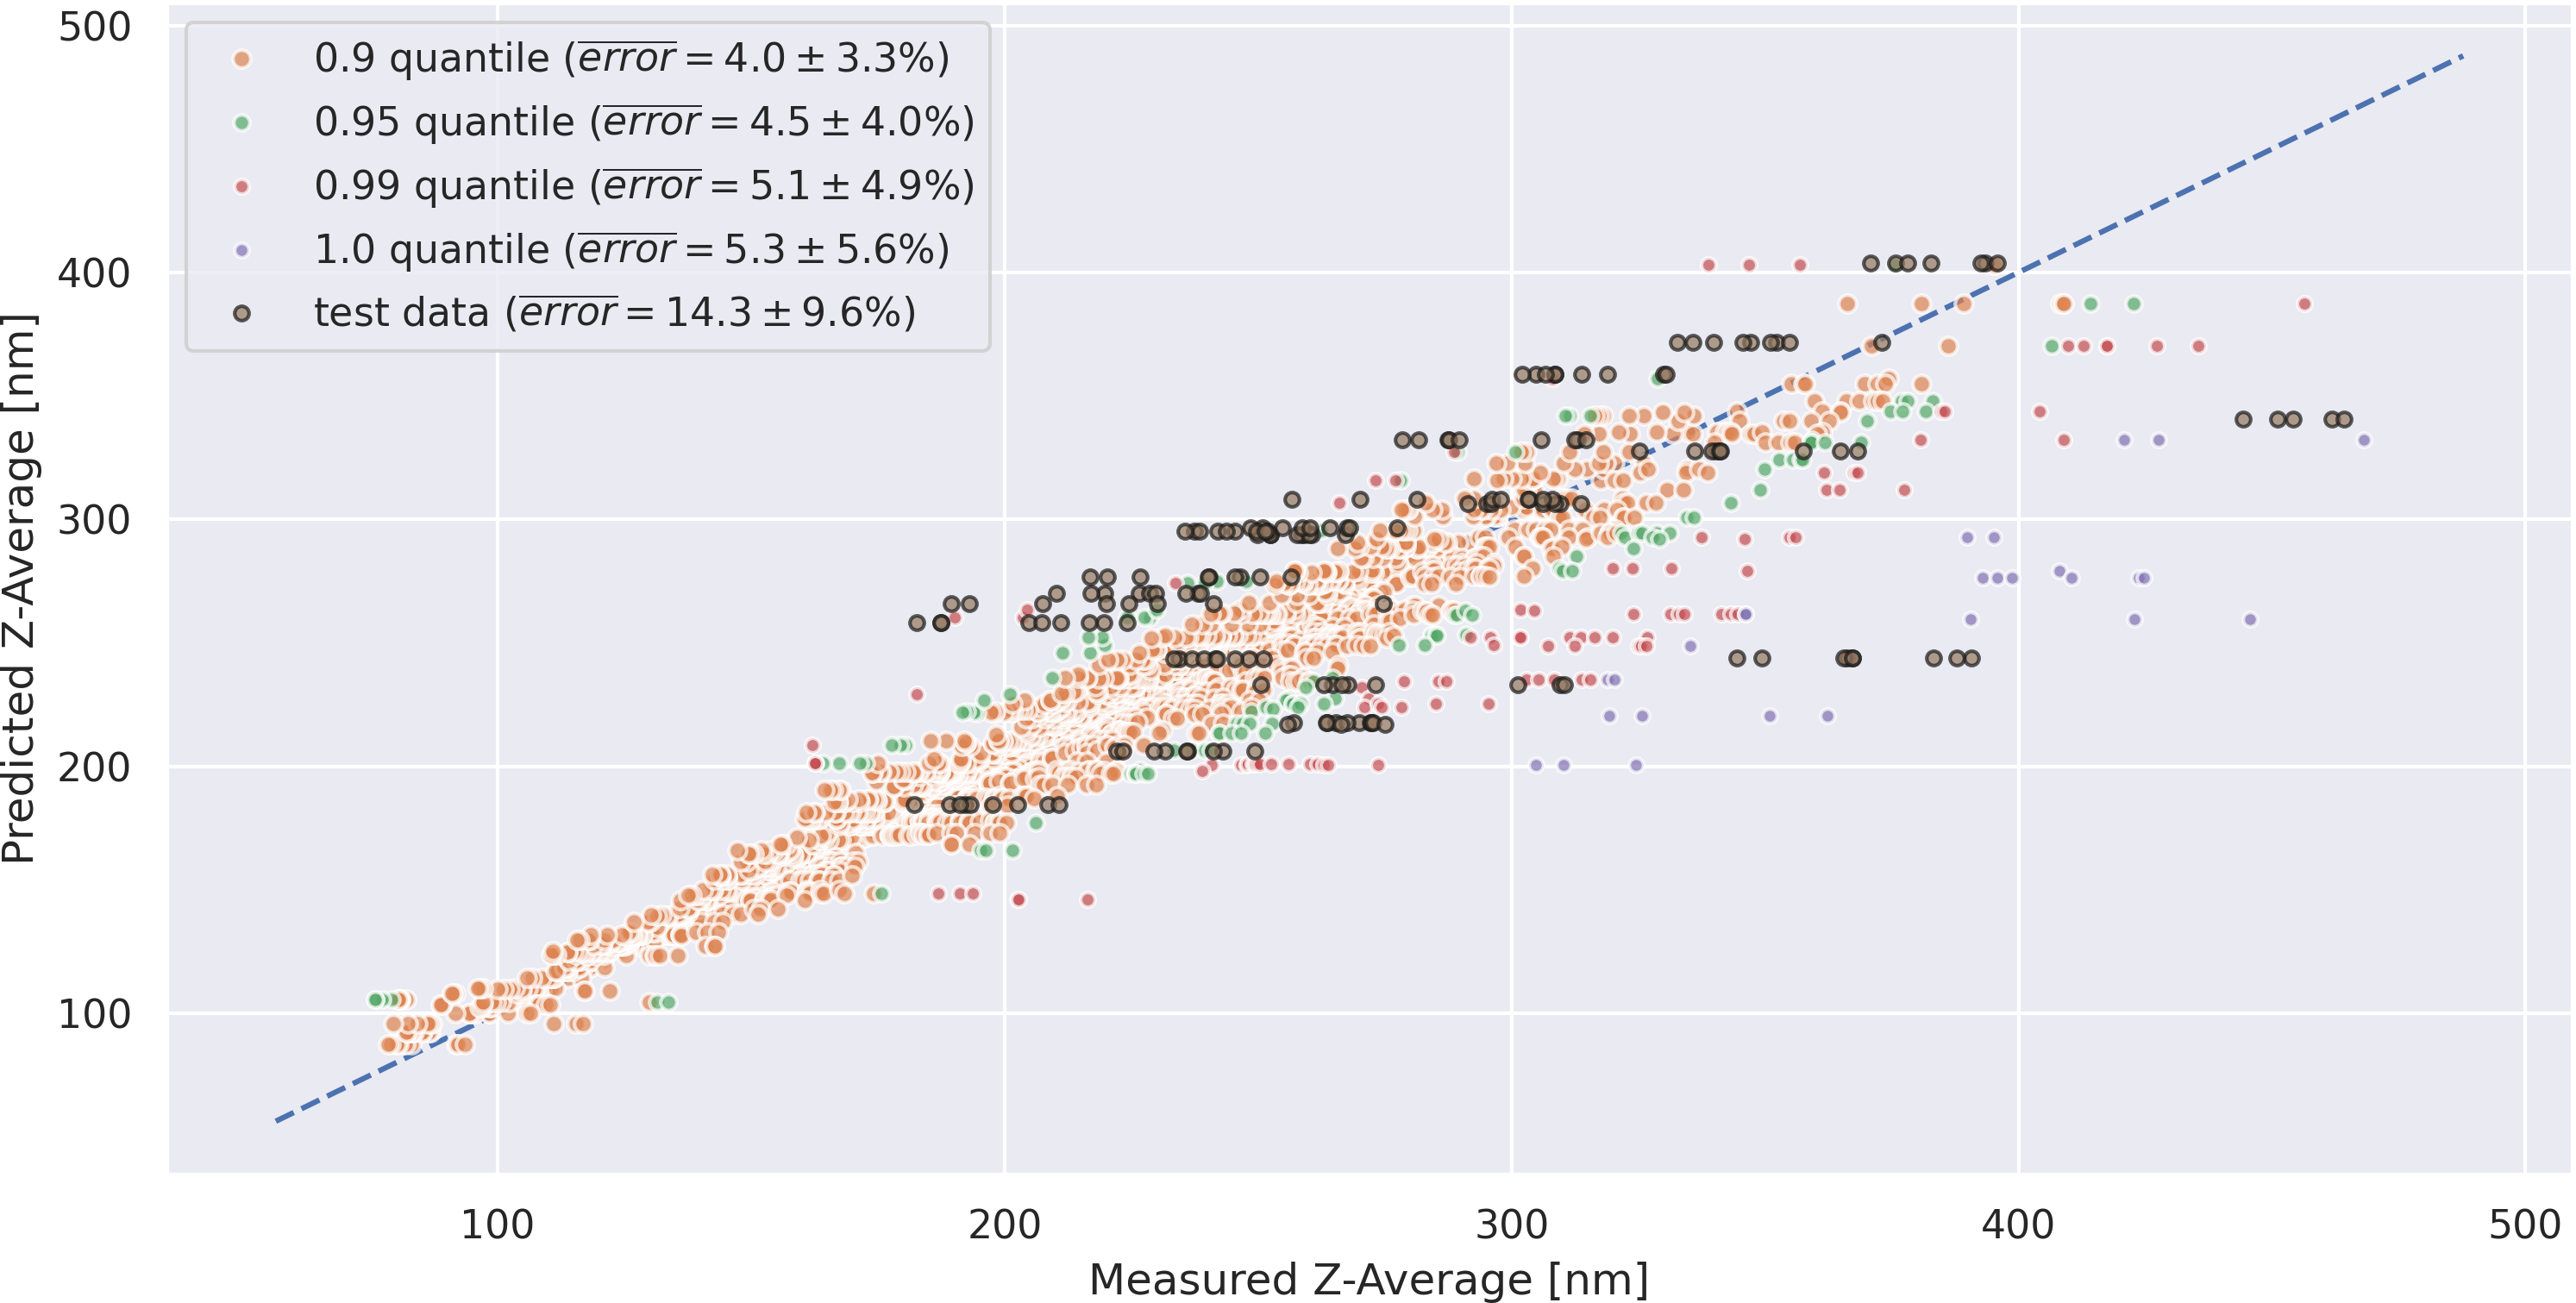 0.9 quantile (error = 4.0 ± 3.3%)
0.95 quantile (error = 4.5 ± 4.0%)
0.99 quantile (error = 5.1 ± 4.9%)
1.0 quantile (error = 5.3 ± 5.6%)
test data (error = 14.3 ± 9.6%)
Predicted Z-Average [nm]
500
400
300
200
100
100 200 300 400 500
Measured Z-Average [nm]